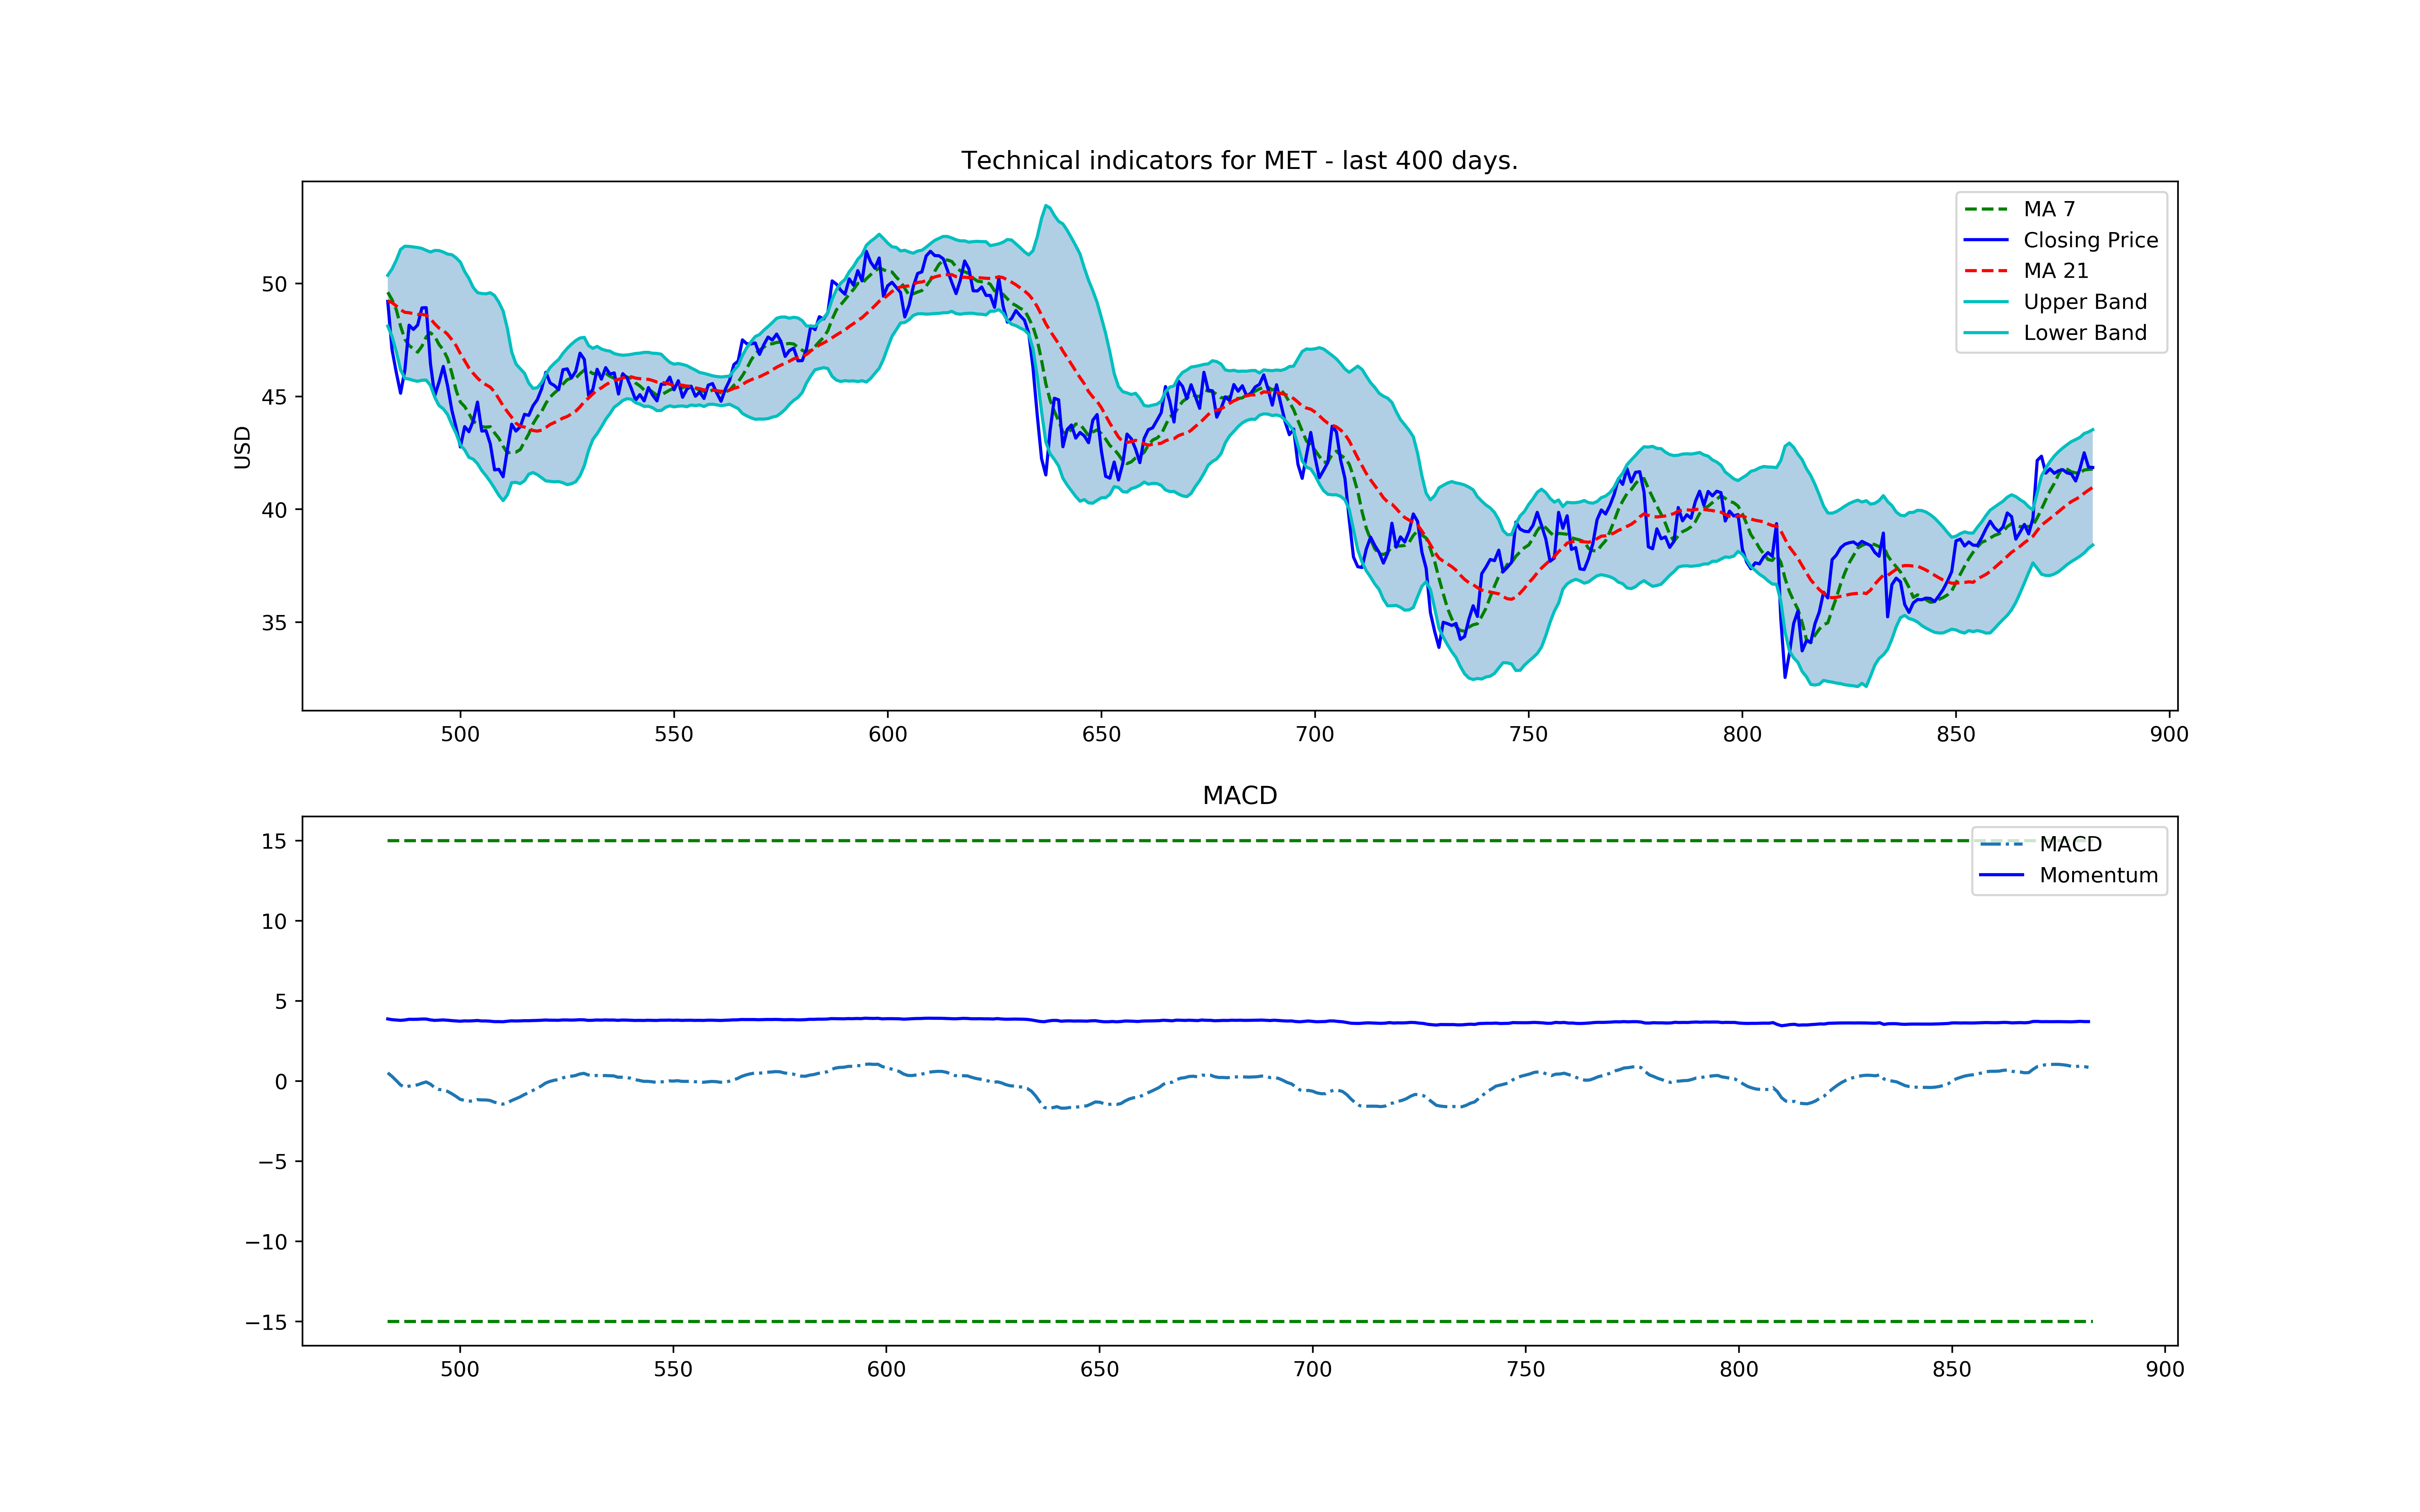 Technical indicators for MET - last 400 days.
MA 7
Closing Price
MA 21
Upper Band
Lower Band
USD
50
45
40
35
500 550 600 650 700 750 800 850 900
MACD
MACD
Momentum
15
10
5
0
−5
−10
−15
500 550 600 650 700 750 800 850 900